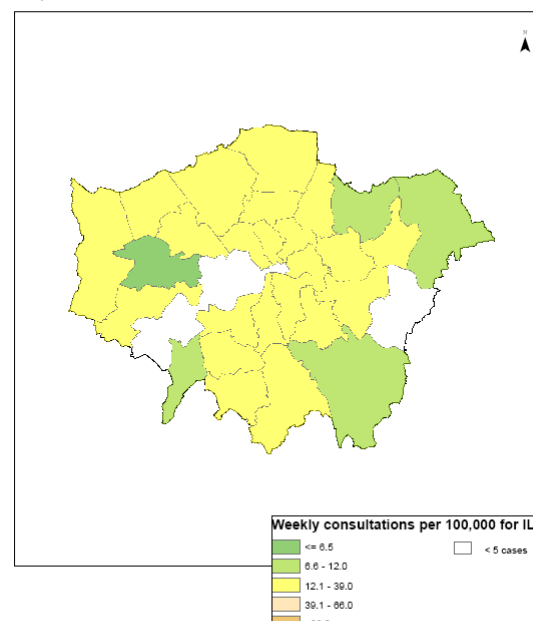 N
Weekly consultations per 100,000 for IL
<= 6.5
< 5 cases
6.6 - 12.0
12.1 - 39.0
39.1 - 66.0